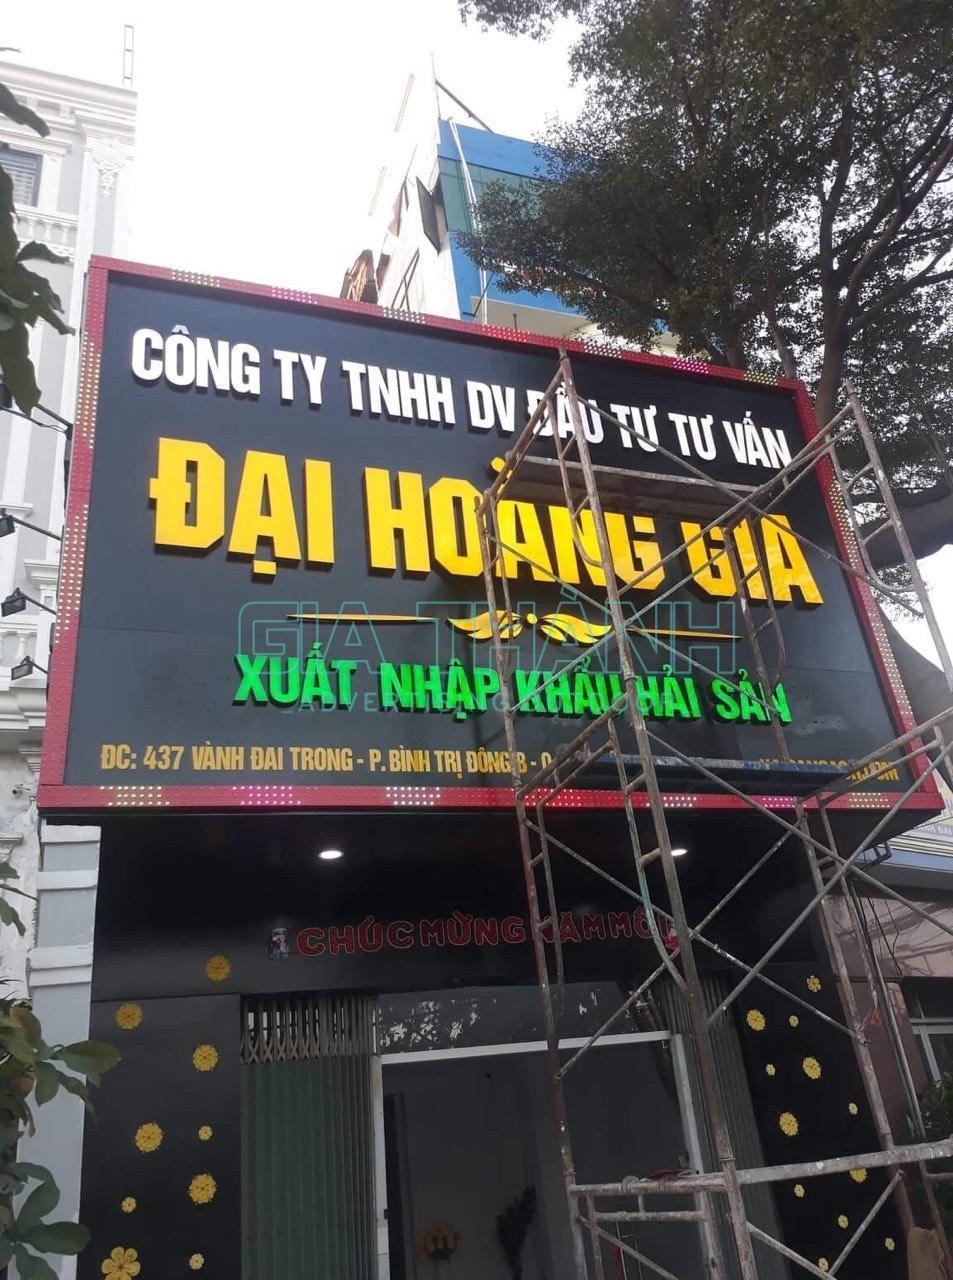 CÔNG TY TNHH DV ĐẦU TƯ TƯ VẤN
ĐẠI HOÀNG GIA
GIA THÀNH
XUẤT NHẬP KHẨU HẢI SẢN
ĐC: 437 VÀNH ĐAI TRONG - P. BÌNH TRỊ ĐÔNG B - Q
CHÚC MỪNG NĂM MỚI